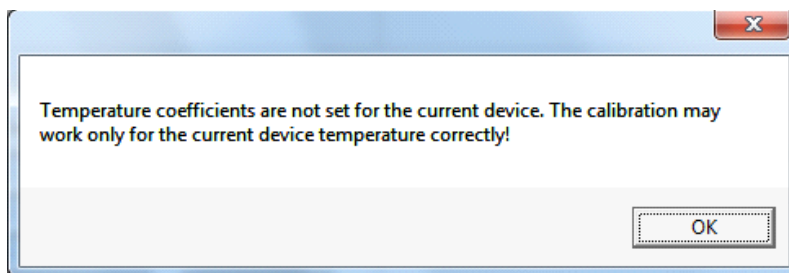 Temperature coefficients are not set for the current device. The calibration may
work only for the current device temperature correctly!
OK